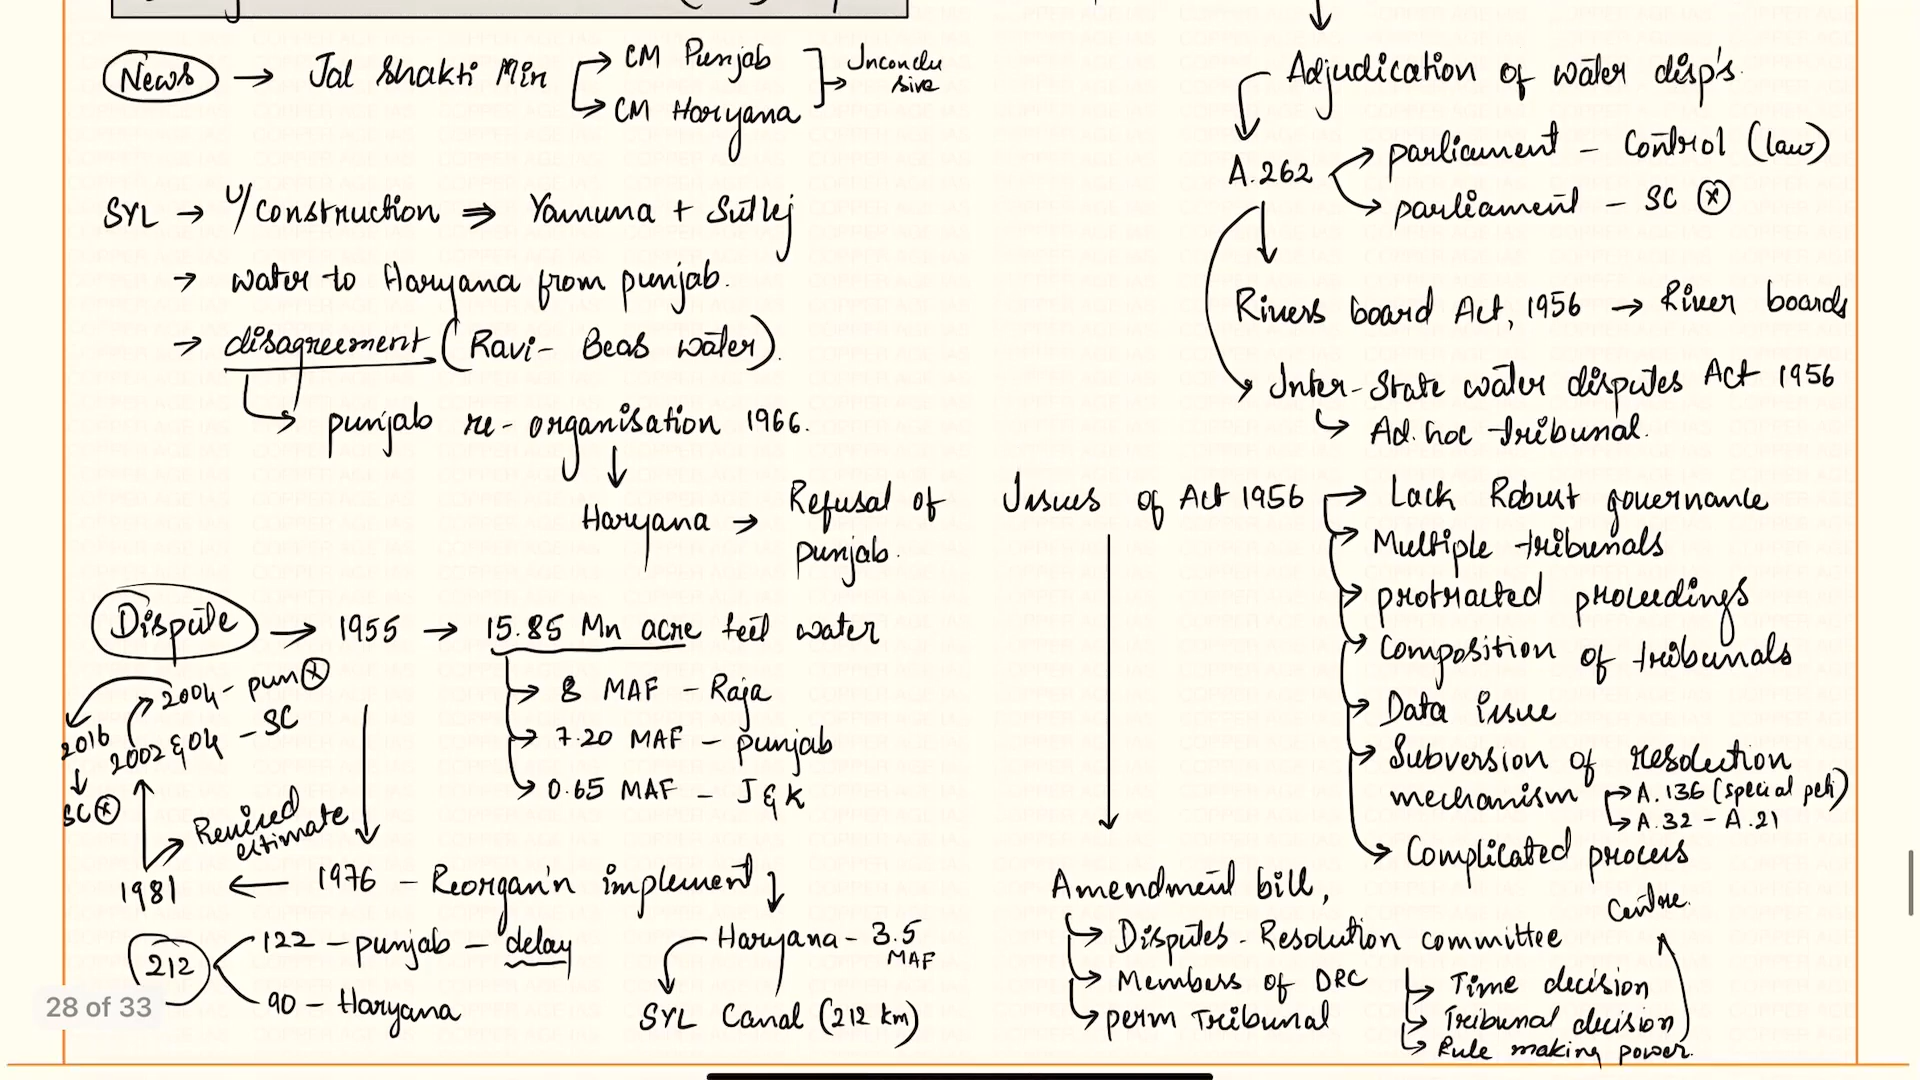 News → Jal Shakti Min → CM Punjab
→ CM Haryana
→ Inconclu
sive
SYL → U/construction ⇒ Yamuna + Sutlej
→ water to Haryana from punjab.
→ disagreement (Ravi - Beas water).
↳ punjab re-organisation 1966.
Haryana → Refusal of
punjab.
Dispute → 1955 → 15.85 Mn acre feet water
→ 8 MAF - Raja
→ 7.20 MAF - punjab
→ 0.65 MAF - J & K
2004 - pun ⓧ
2002 & 04 - SC
2016
↓
SC ⓧ
Revised
estimate
1981 ← 1976 - Reorgan'n implement
212
122 - punjab - delay
90 - Haryana
Haryana - 3.5
MAF
SYL Canal (212 km)
28 of 33
Adjudication of water disp's.
A.262 → parliament - Control (law)
→ parliament - SC ⓧ
Rivers board Act, 1956 → River boards
Inter-State water disputes Act 1956
↳ Ad.hoc tribunal.
Issues of Act 1956 → Lack Robust governance
→ Multiple tribunals
→ protracted proceedings
→ Composition of tribunals
→ Data issue
→ Subversion of resolection
mechanism → A.136 (special peti)
→ A.32 - A.21
→ Complicated process
Centre.
Amendment bill,
→ Disputes - Resolution committee
→ Members of DRC
→ perm Tribunal
→ Time decision
→ Tribunal decision
→ Rule making power.
COPPER AGE IAS